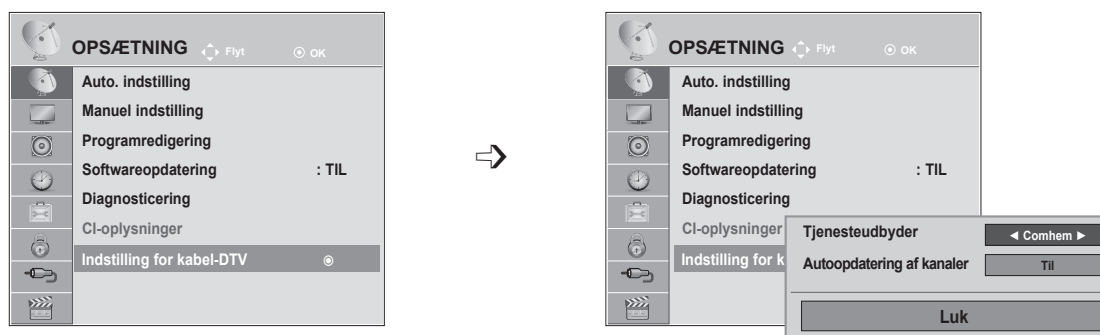 OPSÆTNING Flyt OK
Auto. indstilling
Manuel indstilling
Programredigering
Softwareopdatering : TIL
Diagnosticering
CI-oplysninger
Indstilling for kabel-DTV
OPSÆTNING Flyt OK
Auto. indstilling
Manuel indstilling
Programredigering
Softwareopdatering : TIL
Diagnosticering
CI-oplysninger
Indstilling for k
Tjenesteudbyder ◄ Comhem ►
Autoopdatering af kanaler Til
Luk